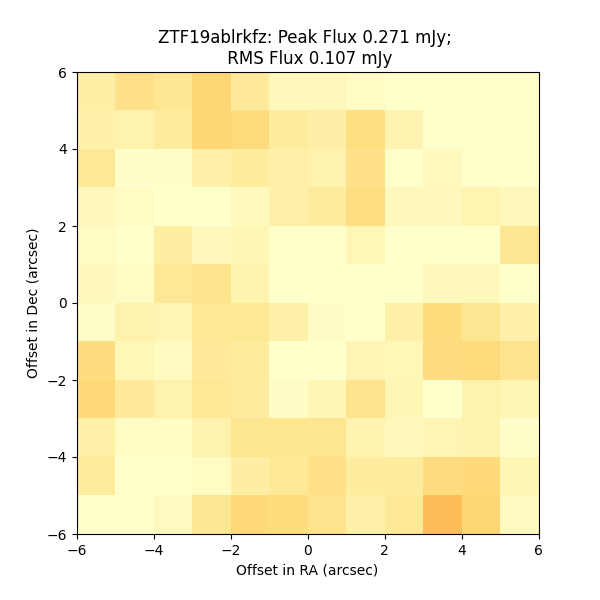 ZTF19ablrkfz: Peak Flux 0.271 mJy;
RMS Flux 0.107 mJy
6
4
2
0
−2
−4
−6
Offset in Dec (arcsec)
−6 −4 −2 0 2 4 6
Offset in RA (arcsec)